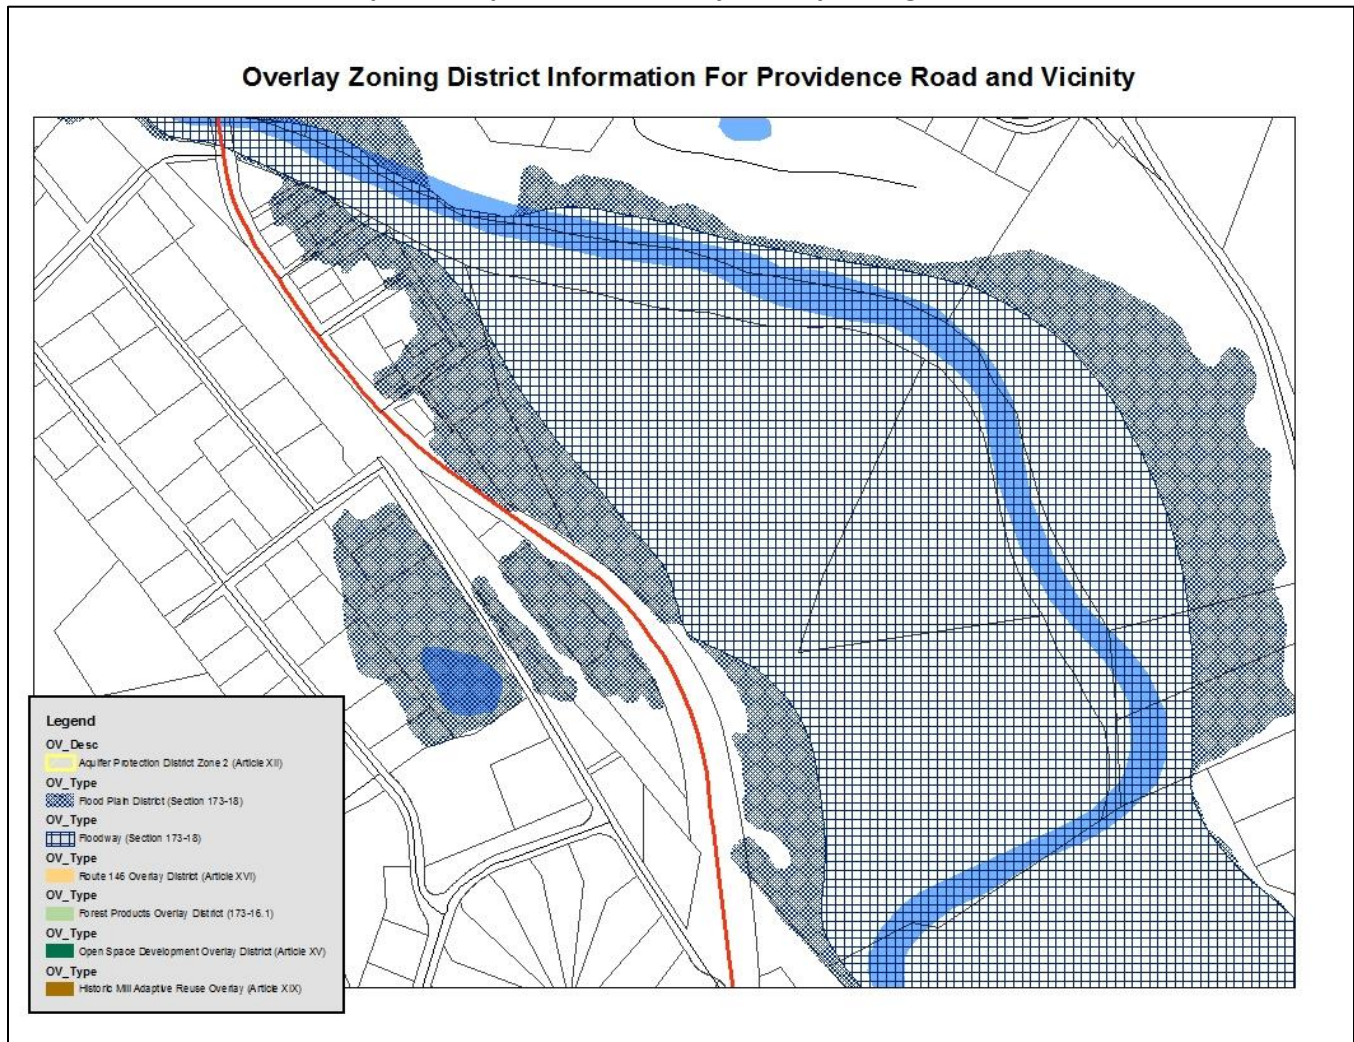 Overlay Zoning District Information For Providence Road and Vicinity
Legend
OV_Desc
Aquifer Protection District Zone 2 (Article XII)
OV_Type
Flood Plain District (Section 173-18)
OV_Type
Floodway (Section 173-18)
OV_Type
Route 146 Overlay District (Article XVI)
OV_Type
Forest Products Overlay District (173-16.1)
OV_Type
Open Space Development Overlay District (Article XV)
OV_Type
Historic Mill Adaptive Reuse Overlay (Article XIX)